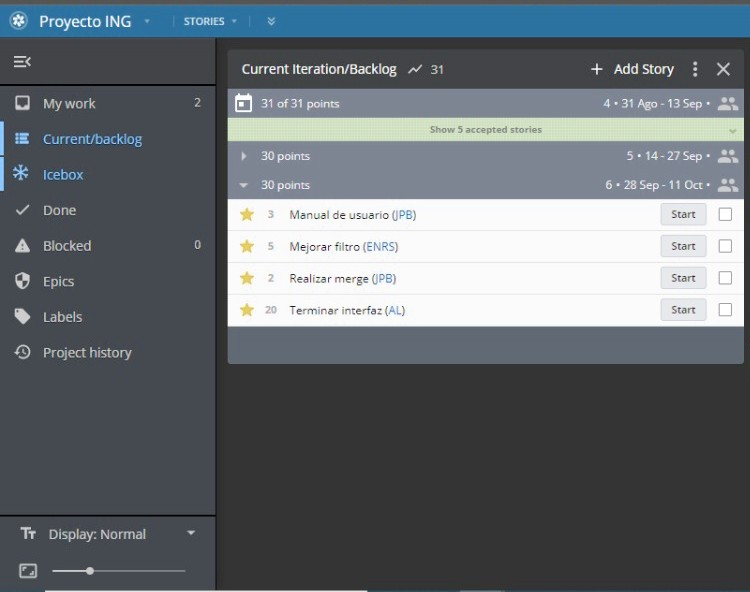 Proyecto ING STORIES
Current Iteration/Backlog 31 + Add Story
My work 2
Current/backlog
Icebox
Done
Blocked 0
Epics
Labels
Project history
31 of 31 points 4 • 31 Ago - 13 Sep •
Show 5 accepted stories
30 points 5 • 14 - 27 Sep •
30 points 6 • 28 Sep - 11 Oct •
3 Manual de usuario (JPB) Start
5 Mejorar filtro (ENRS) Start
2 Realizar merge (JPB) Start
20 Terminar interfaz (AL) Start
Display: Normal